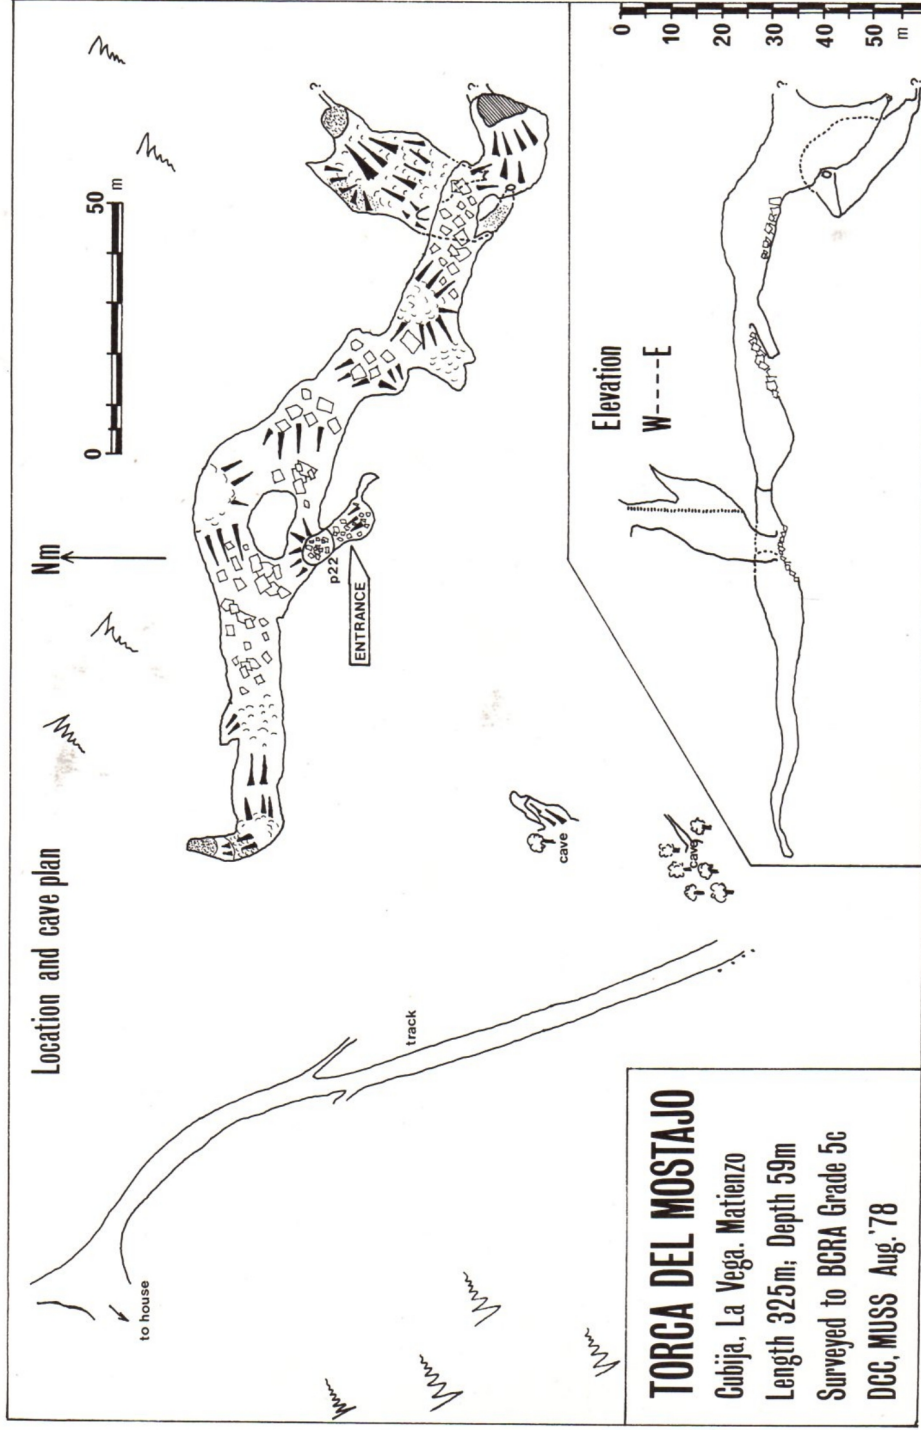 Location and cave plan
Nm
0
50
m
to house
track
ENTRANCE
p22
?
?
cave
cave
Elevation
W----E
0
10
20
30
40
50
m
?
?
TORCA DEL MOSTAJO
Cubija, La Vega. Matienzo
Length 325m; Depth 59m
Surveyed to BCRA Grade 5c
DCC, MUSS Aug.'78